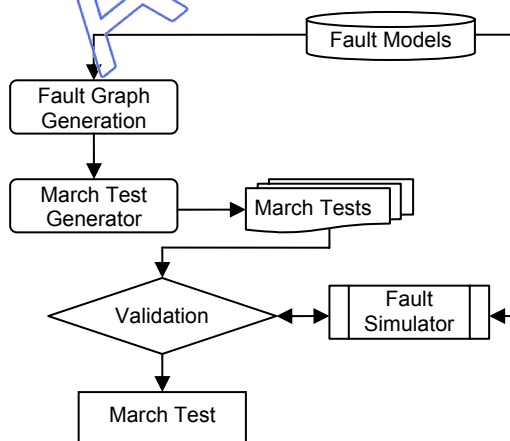 Fault Models
Fault Graph
Generation
March Test
Generator
March Tests
Validation
Fault
Simulator
March Test